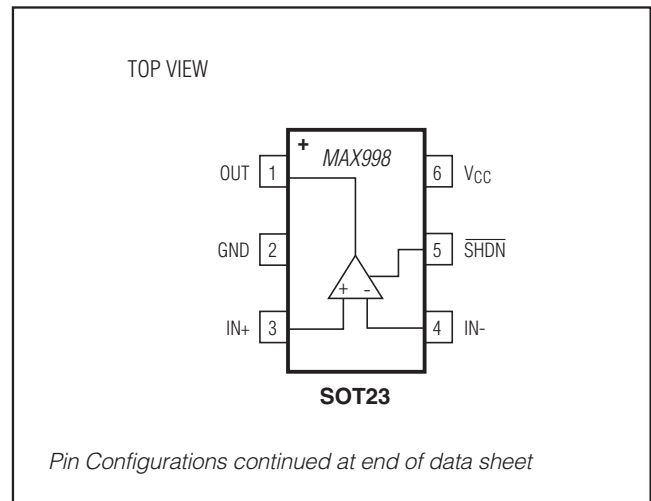 TOP VIEW
+ MAX998
OUT 1 6 VCC
GND 2 5 SHDN
+ -
IN+ 3 4 IN-
SOT23
Pin Configurations continued at end of data sheet